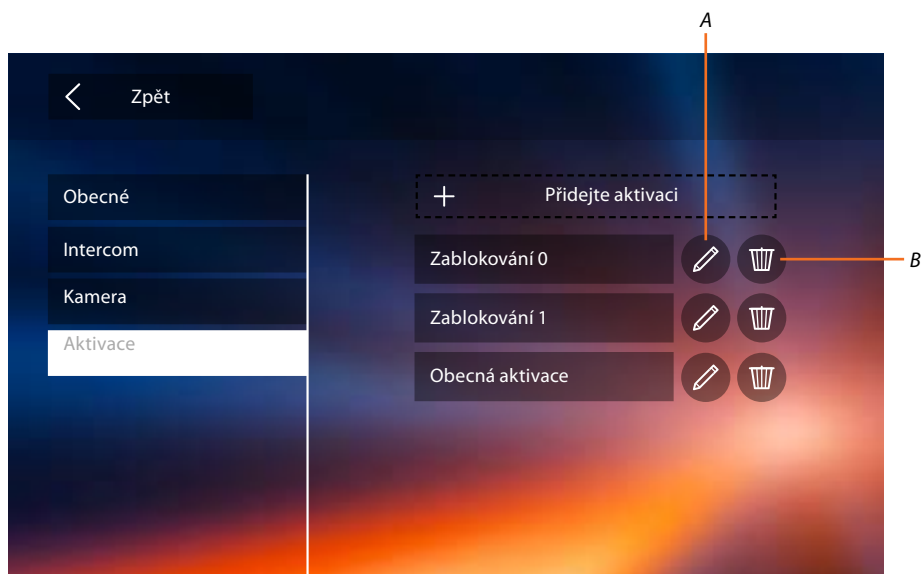 A
Zpět
Obecné
Intercom
Kamera
Aktivace
Přidejte aktivaci
Zablokování 0
B
Zablokování 1
Obecná aktivace